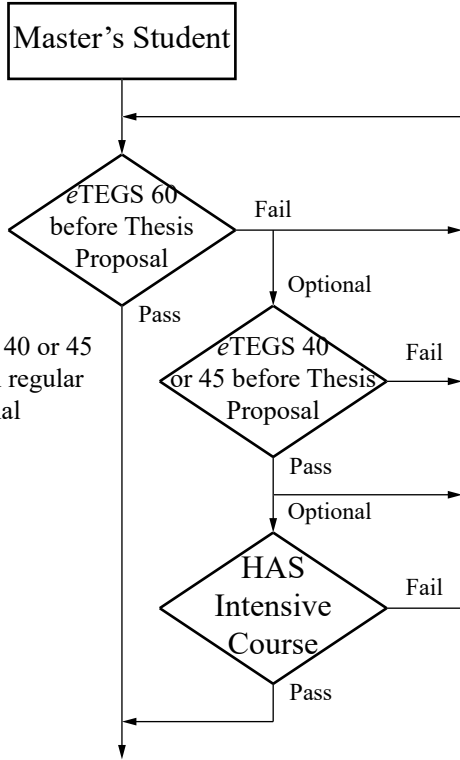 Master’s Student
eTEGS 60
before Thesis
Proposal
Fail
Optional
Pass
40 or 45
regular
eTEGS 40
or 45 before Thesis
Proposal
Fail
Pass
Optional
HAS
Intensive
Course
Fail
Pass